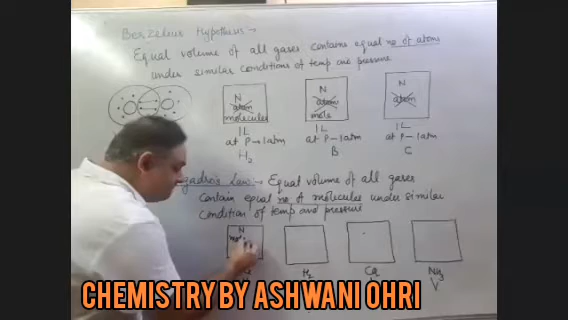 Berzelius Hypothesis:-
Equal volume of all gases contains equal no of atoms
under similar conditions of temp and pressure
N N N
atom atom atom
molecules mole
1L 1L 1L
at P→1atm at P→1atm at P→1atm
H2 B C
gadro's Law:- Equal volume of all gases
contain equal no of molecules under similar
condition of temp and pressure
N
H2 NH3
V
CHEMISTRY BY ASHWANI OHRI